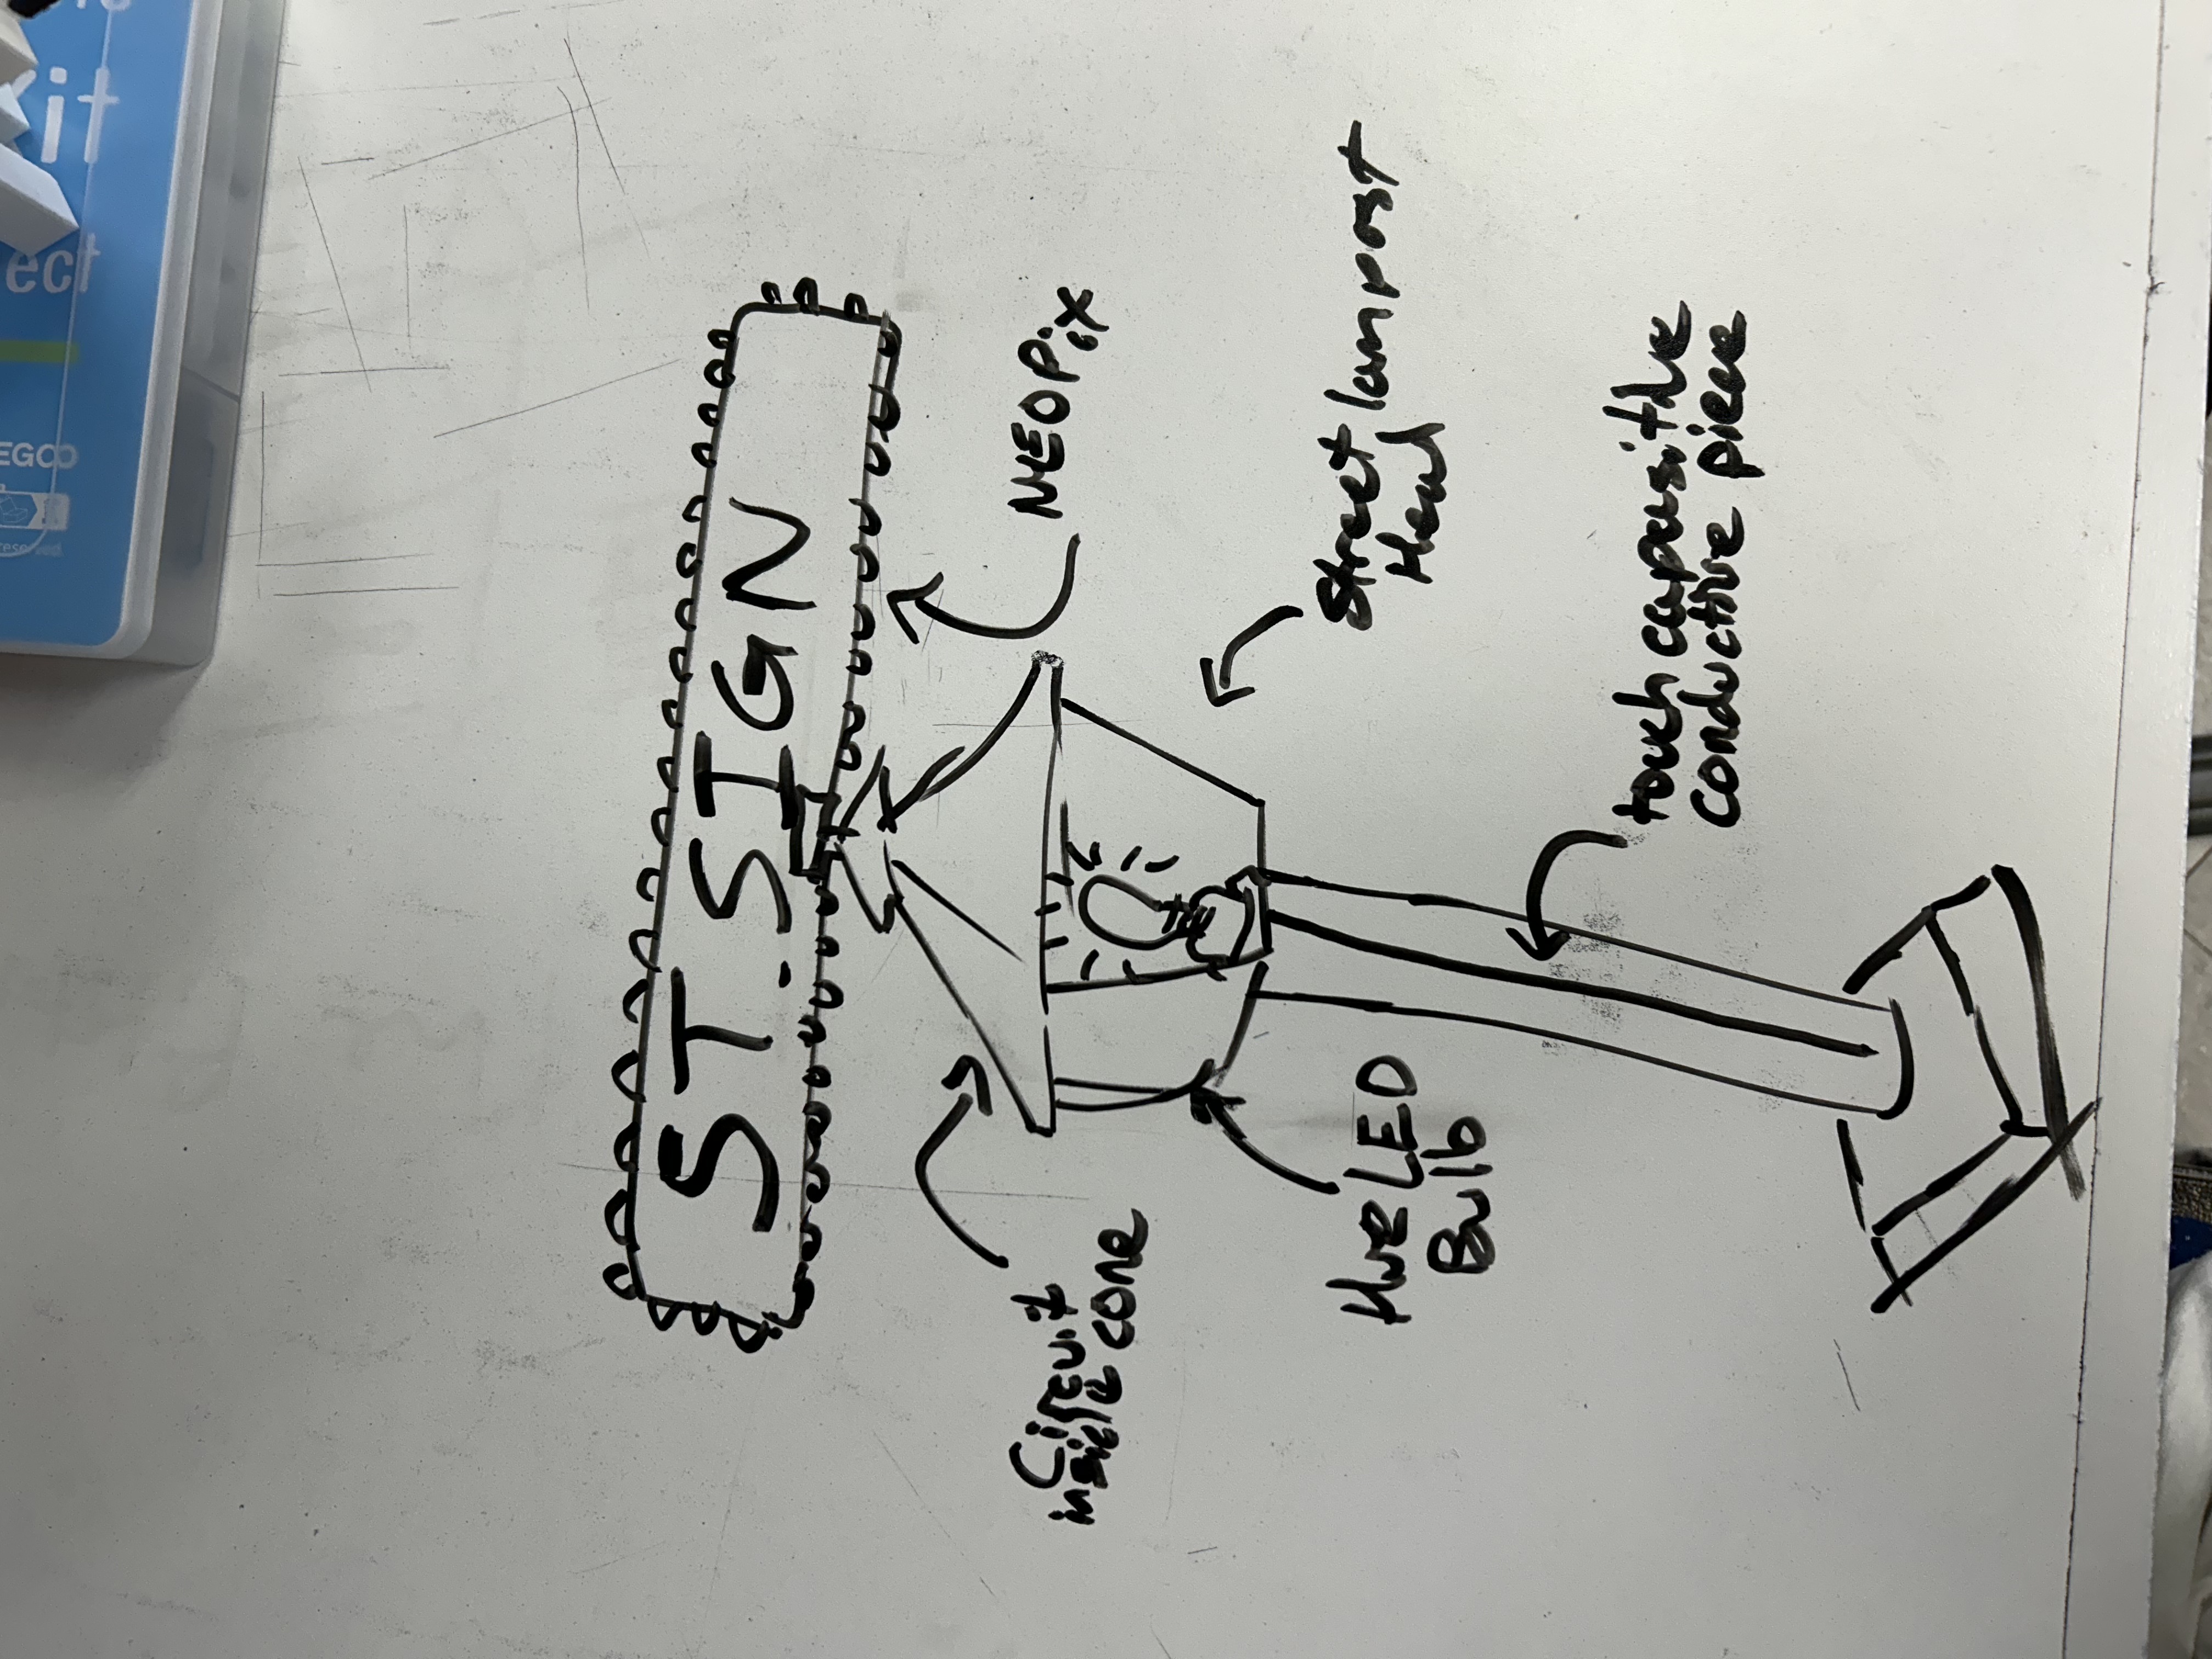 EGO
ect
it
ST.SIGN
Circuit
inside cone
NEOPix
Hue LED
Bulb
Street lampost
Head
touch capasitive
conductive piece